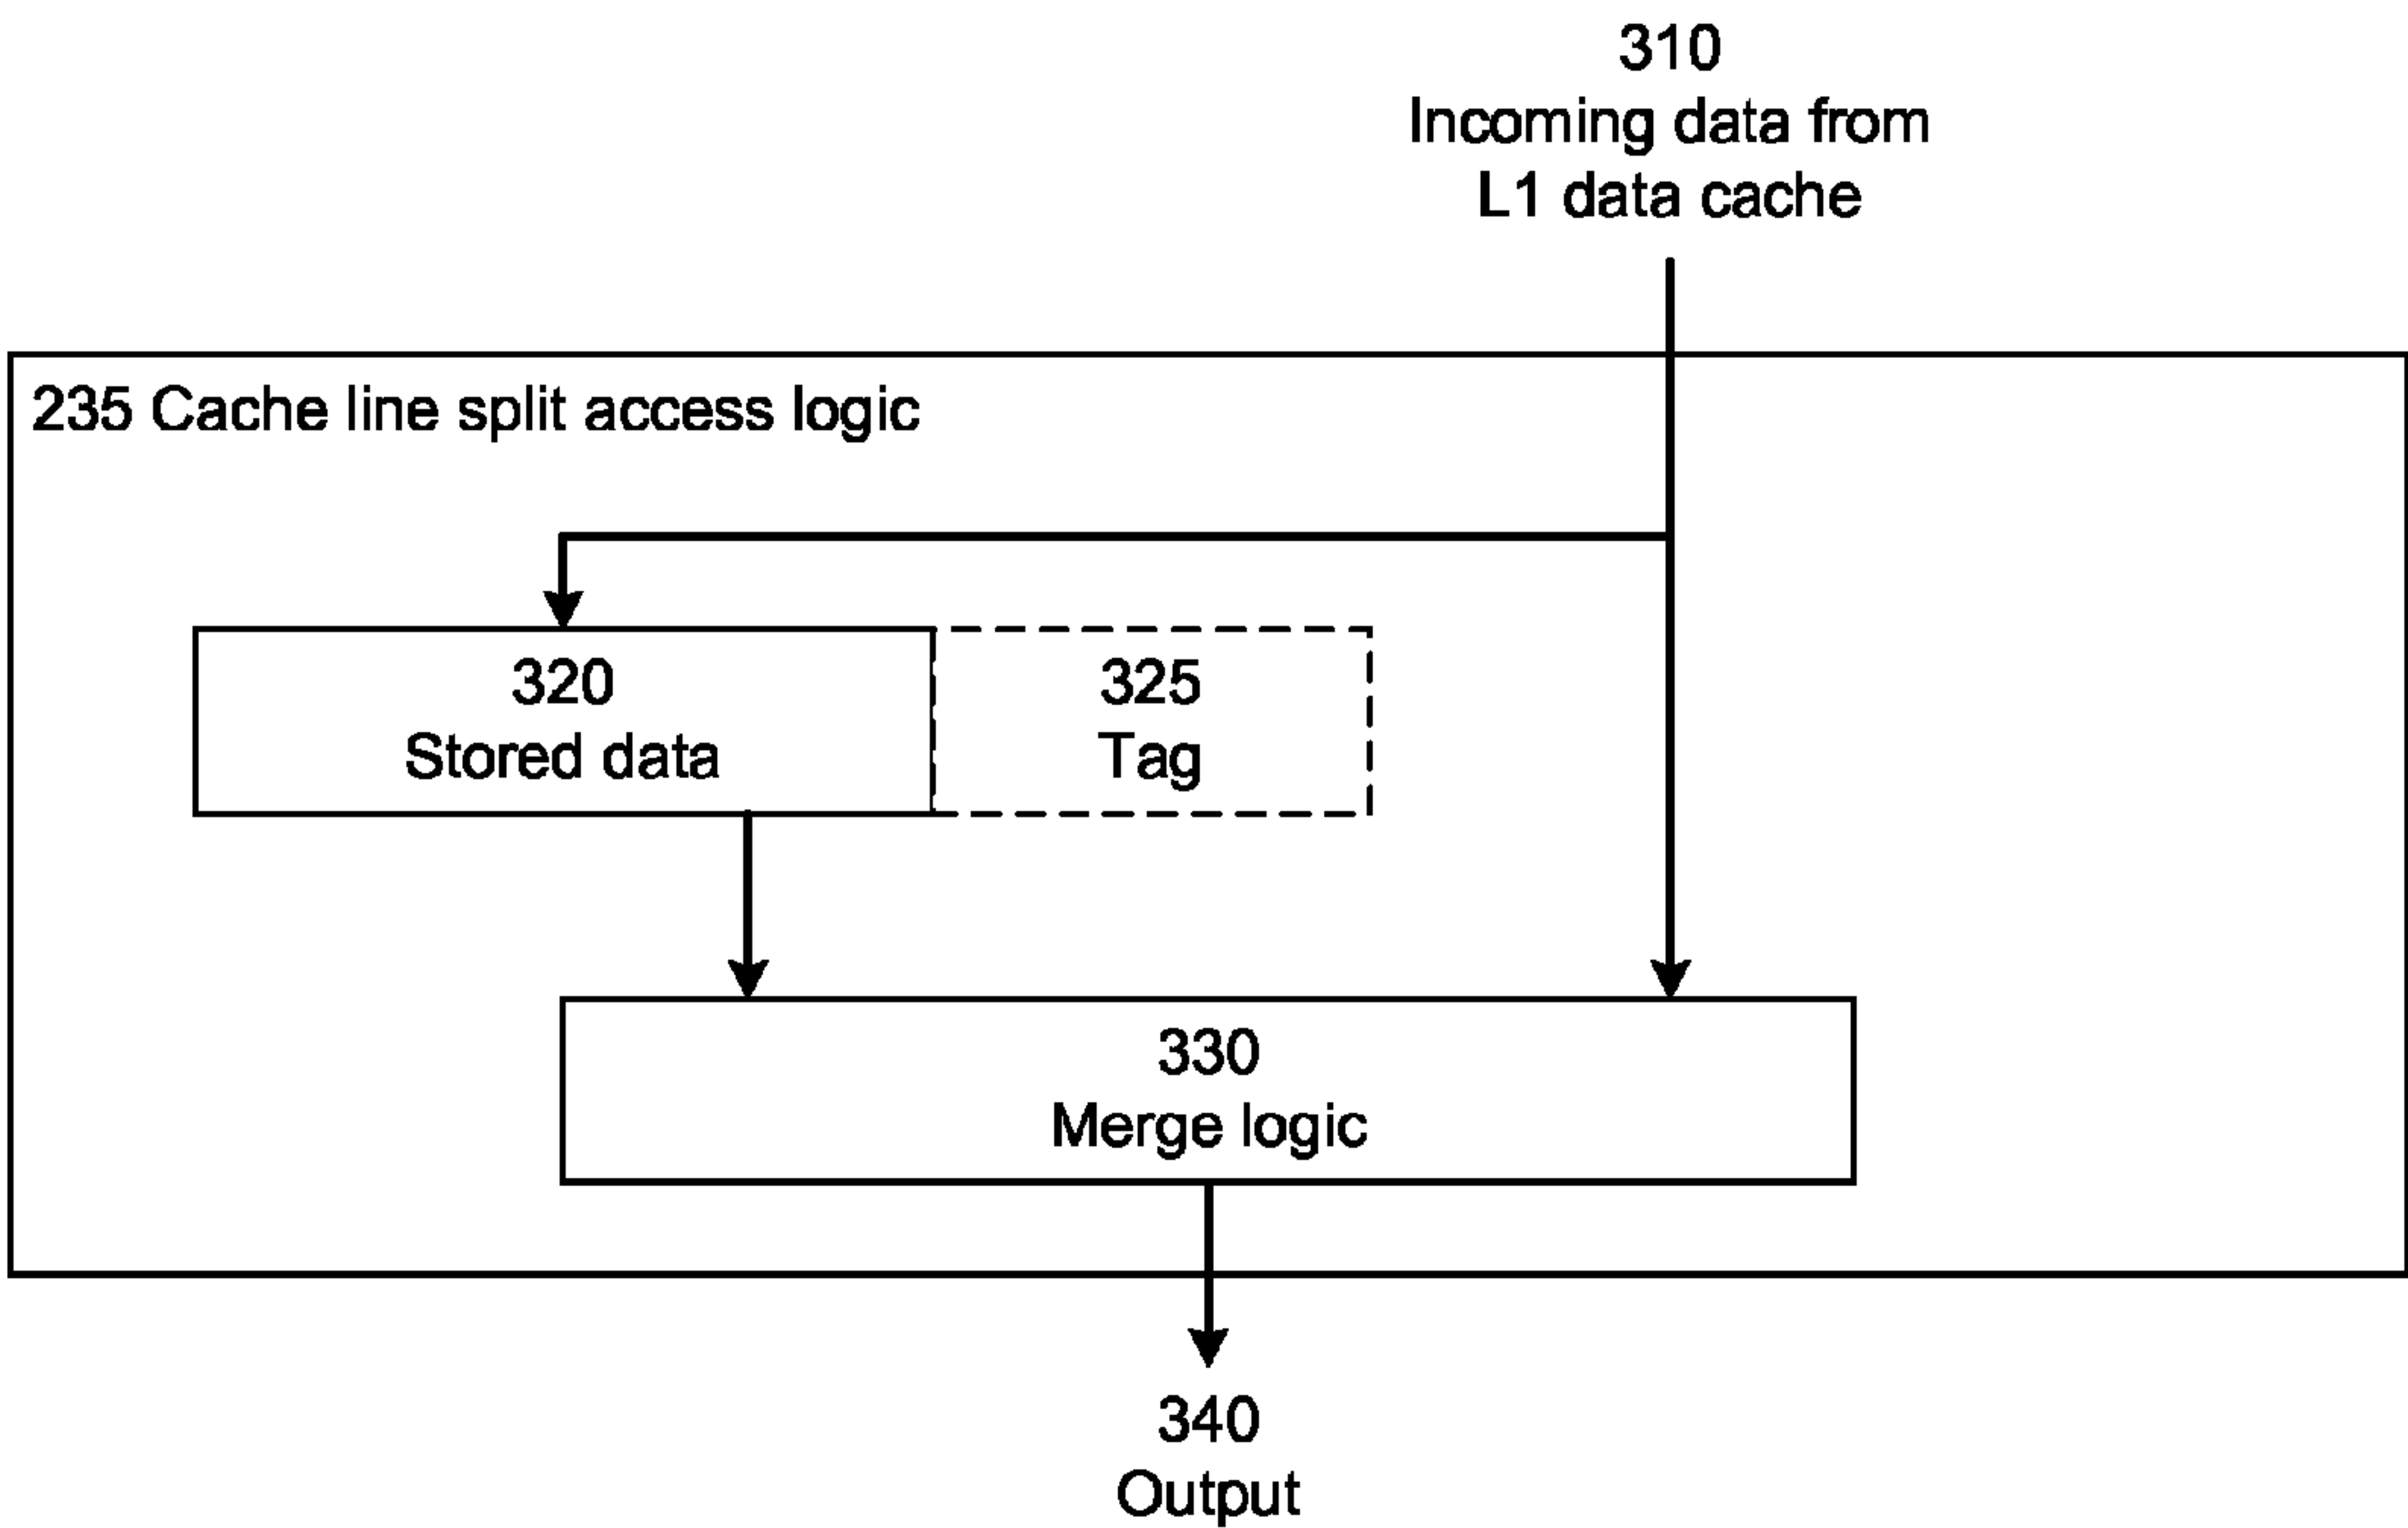 310
Incoming data from
L1 data cache
235 Cache line split access logic
320
Stored data
325
Tag
330
Merge logic
340
Output